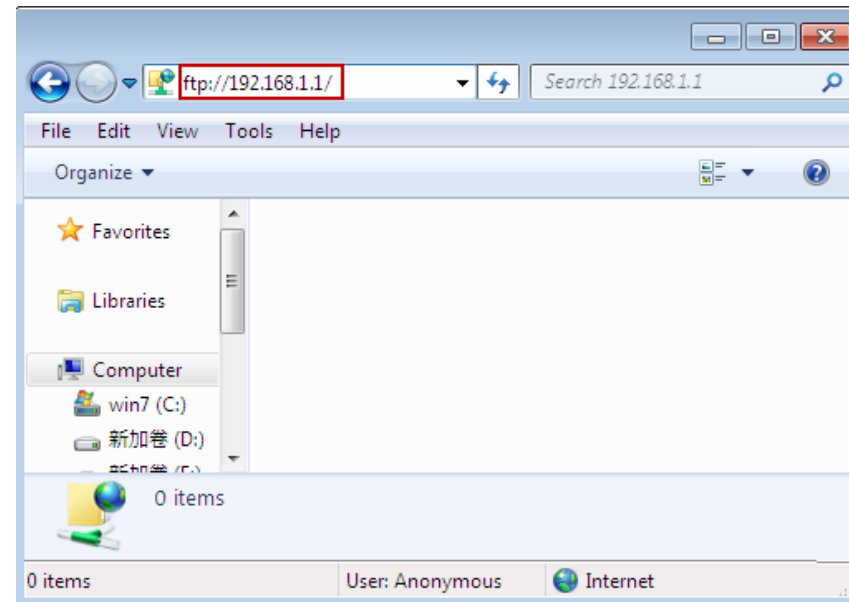 ftp://192.168.1.1/
Search 192.168.1.1
File Edit View Tools Help
Organize
Favorites
Libraries
Computer
win7 (C:)
新加卷 (D:)
0 items
0 items User: Anonymous Internet